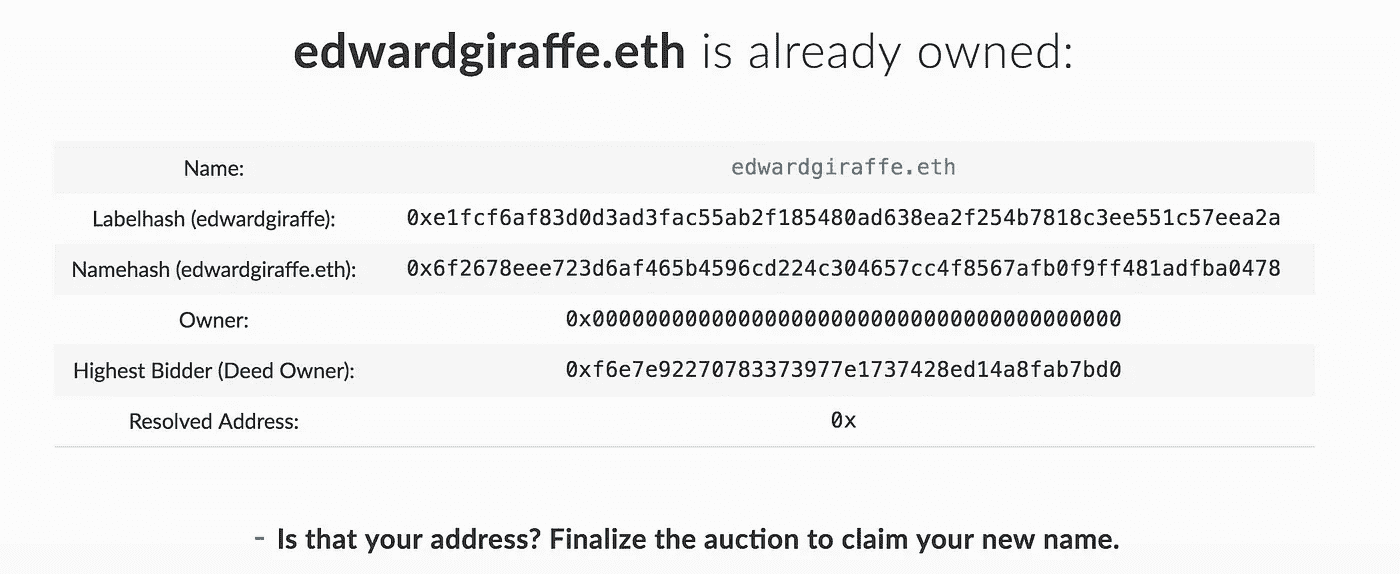 edwardgiraffe.eth is already owned:
Name: edwardgiraffe.eth
Labelhash (edwardgiraffe): 0xe1fcf6af83d0d3ad3fac55ab2f185480ad638ea2f254b7818c3ee551c57eea2a
Namehash (edwardgiraffe.eth): 0x6f2678eee723d6af465b4596cd224c304657cc4f8567afb0f9ff481adfba0478
Owner: 0x0000000000000000000000000000000000000000
Highest Bidder (Deed Owner): 0xf6e7e92270783373977e1737428ed14a8fab7bd0
Resolved Address: 0x
- Is that your address? Finalize the auction to claim your new name.